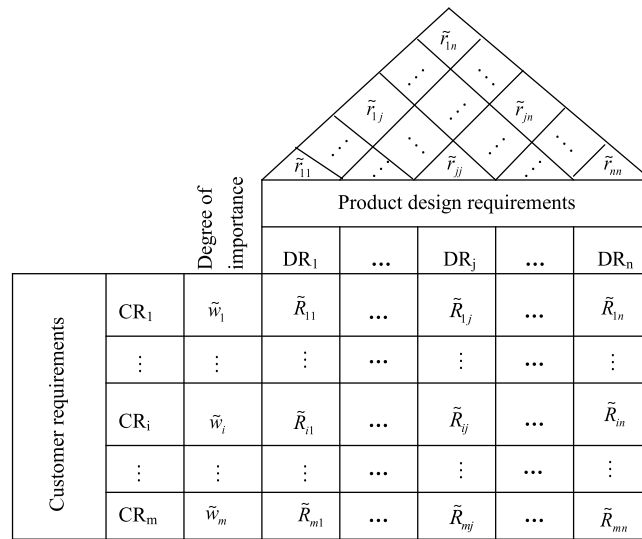 r̃₁ₙ
⋰ ⋱
r̃₁ⱼ r̃ⱼₙ
⋰ ⋰ ⋱ ⋱
r̃₁₁ ⋰ r̃ⱼⱼ ⋱ r̃ₙₙ
Degree of
importance
Product design requirements
DR₁ ... DRⱼ ... DRₙ
Customer requirements
CR₁ w̃₁ R̃₁₁ ... R̃₁ⱼ ... R̃₁ₙ
⋮ ⋮ ⋮ ... ⋮ ... ⋮
CRᵢ w̃ᵢ R̃ᵢ₁ ... R̃ᵢⱼ ... R̃ᵢₙ
⋮ ⋮ ⋮ ... ⋮ ... ⋮
CRₘ w̃ₘ R̃ₘ₁ ... R̃ₘⱼ ... R̃ₘₙ